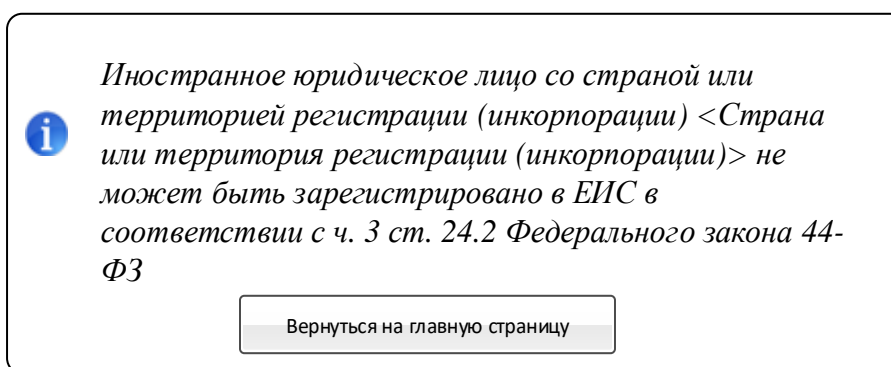 Иностранное юридическое лицо со страной или
территорией регистрации (инкорпорации) <Страна
или территория регистрации (инкорпорации)> не
может быть зарегистрировано в ЕИС в
соответствии с ч. 3 ст. 24.2 Федерального закона 44-
ФЗ
Вернуться на главную страницу